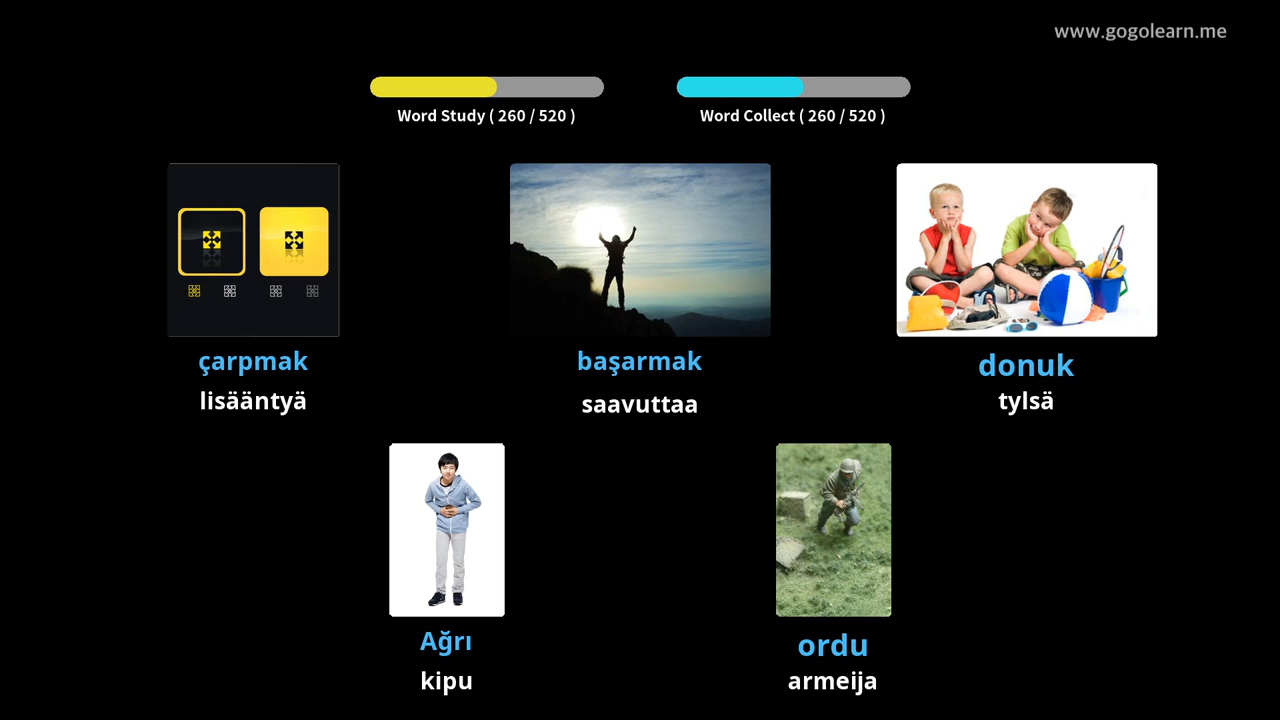 www.gogolearn.me
Word Study ( 260 / 520 )
Word Collect ( 260 / 520 )
çarpmak
lisääntyä
başarmak
saavuttaa
donuk
tylsä
Ağrı
kipu
ordu
armeija